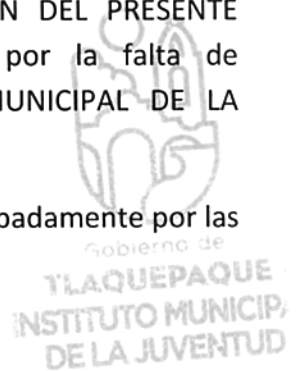 N DEL PRESENTE
por la falta de
MUNICIPAL DE LA
padamente por las
Gobierno de
TLAQUEPAQUE
INSTITUTO MUNICIP
DE LA JUVENTUD